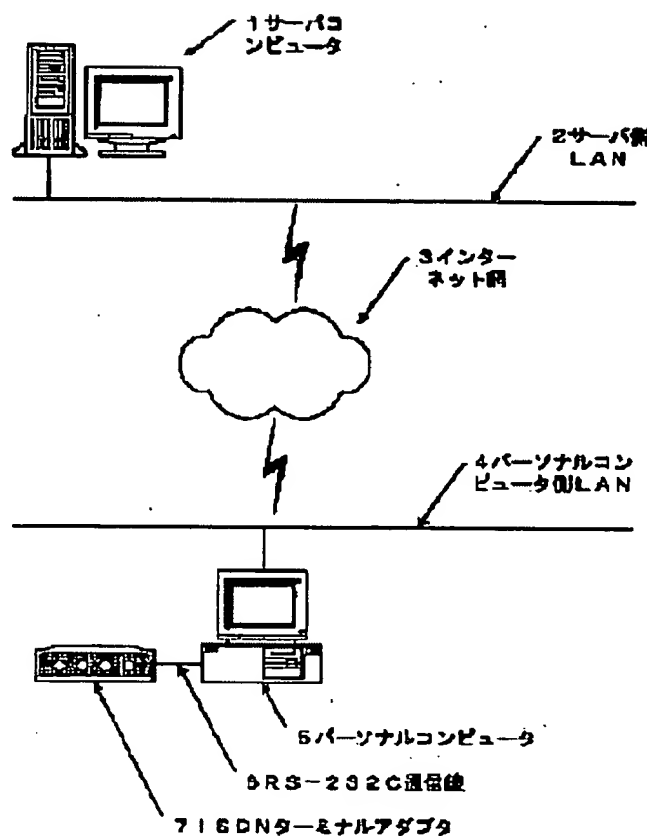 1サーバコ
ンピュータ
2サーバ側
LAN
3インター
ネット網
4パーソナルコン
ピュータ側LAN
5パーソナルコンピュータ
6RS-232C通信線
7ISDNターミナルアダプタ